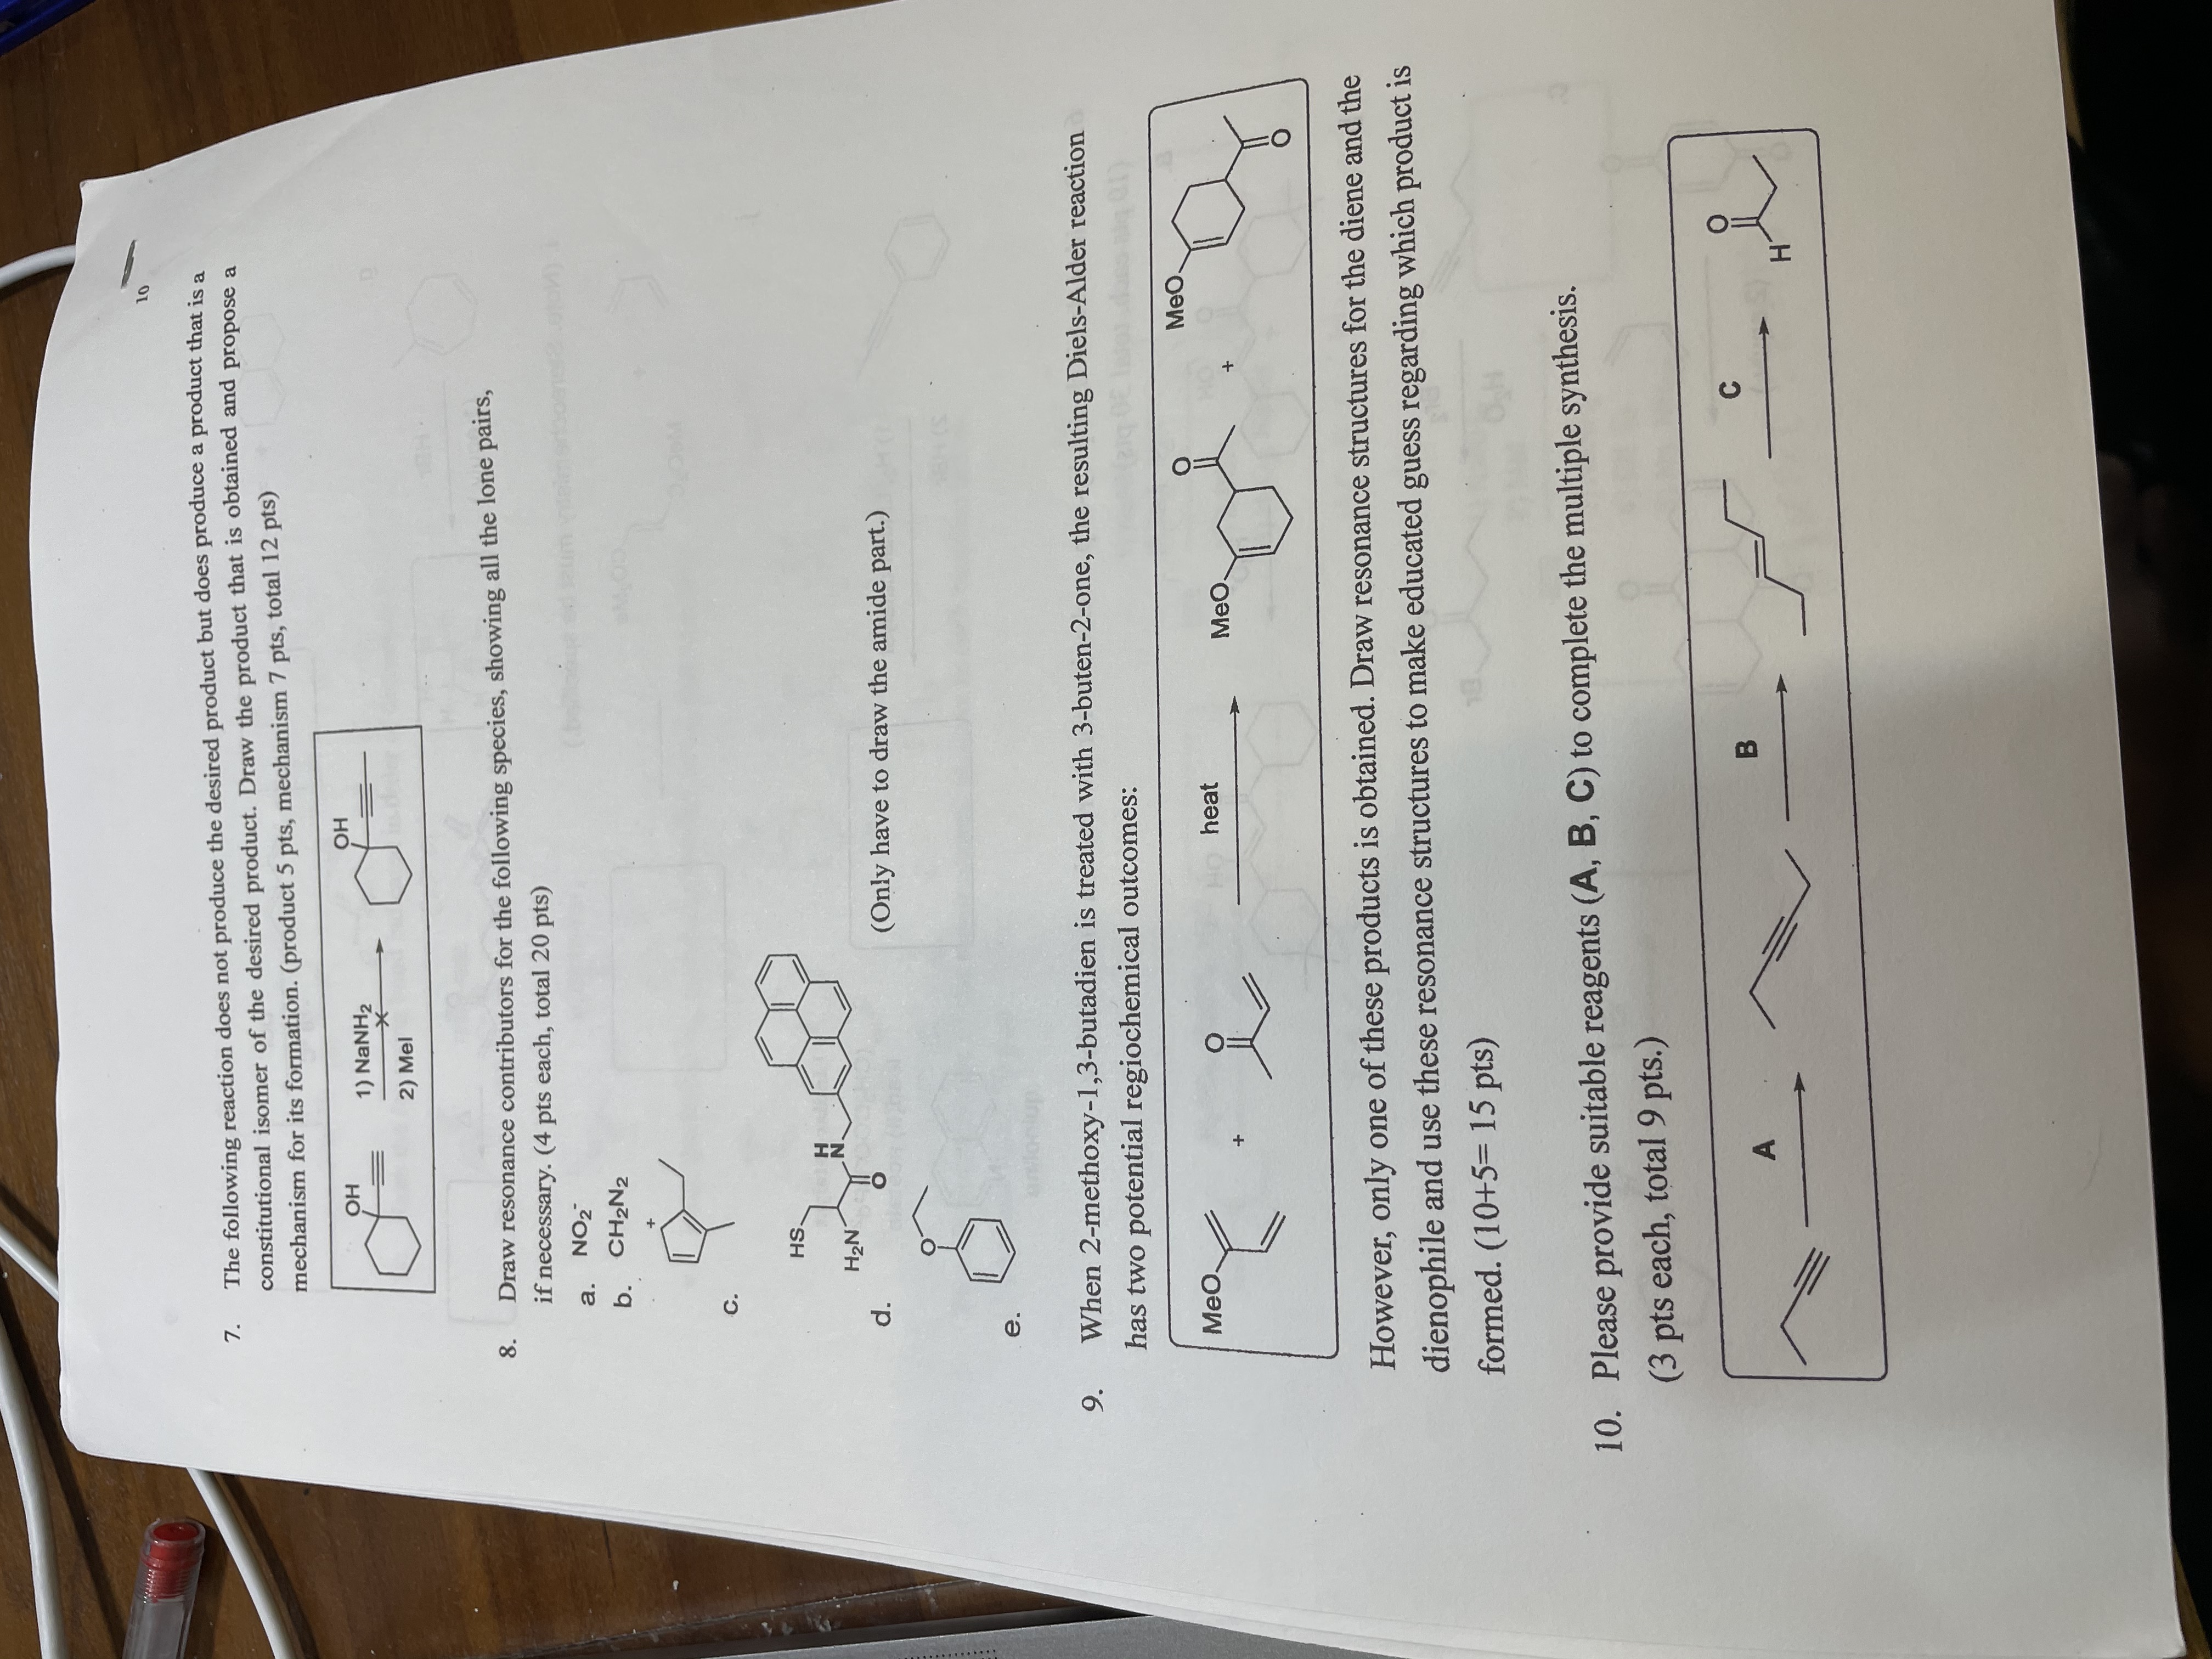 10
7. The following reaction does not produce the desired product but does produce a product that is a
constitutional isomer of the desired product. Draw the product that is obtained and propose a
mechanism for its formation. (product 5 pts, mechanism 7 pts, total 12 pts)
OH
1) NaNH2
2) MeI
OH
8. Draw resonance contributors for the following species, showing all the lone pairs,
if necessary. (4 pts each, total 20 pts)
a. NO2-
b. CH2N2
+
c.
HS
H
N
H2N
O
d. (Only have to draw the amide part.)
O
e.
9. When 2-methoxy-1,3-butadien is treated with 3-buten-2-one, the resulting Diels-Alder reaction
has two potential regiochemical outcomes:
MeO + O heat MeO O + MeO O
However, only one of these products is obtained. Draw resonance structures for the diene and the
dienophile and use these resonance structures to make educated guess regarding which product is
formed. (10+5= 15 pts)
10. Please provide suitable reagents (A, B, C) to complete the multiple synthesis.
(3 pts each, total 9 pts.)
A B C O
H